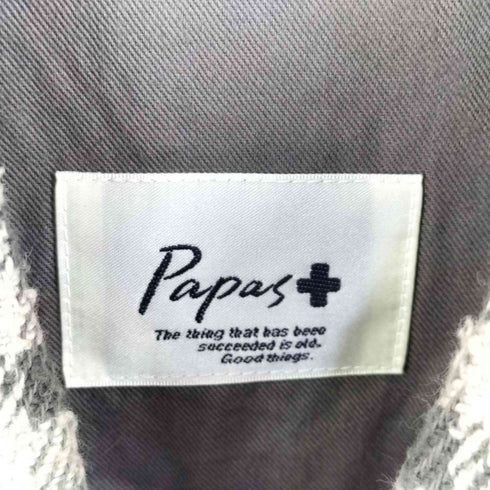 Papas+
The thing that has been
succeeded is old.
Good things.